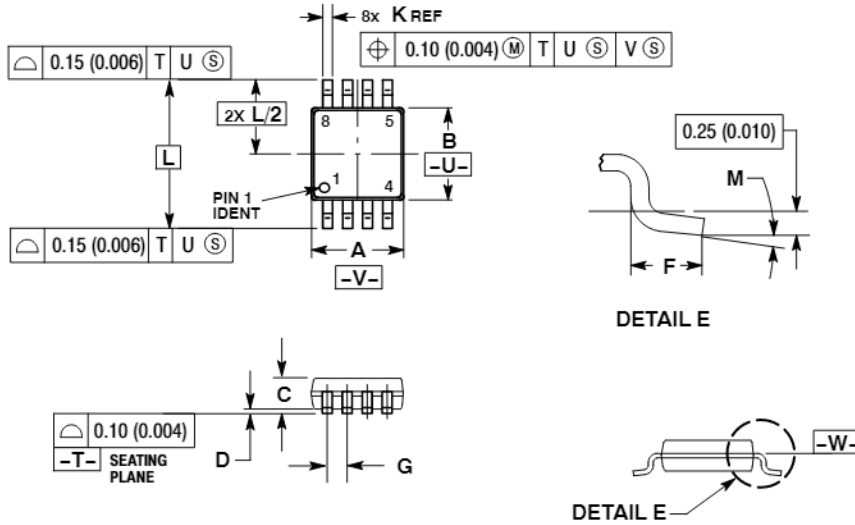 8x K REF
⌖ 0.10 (0.004) Ⓜ T U Ⓢ V Ⓢ
⌓ 0.15 (0.006) T U Ⓢ
2X L/2
8 5
B
-U-
L
1 4
PIN 1
IDENT
⌓ 0.15 (0.006) T U Ⓢ
A
-V-
0.25 (0.010)
M
F
DETAIL E
C
⌓ 0.10 (0.004)
-T- SEATING
PLANE
D
G
-W-
DETAIL E